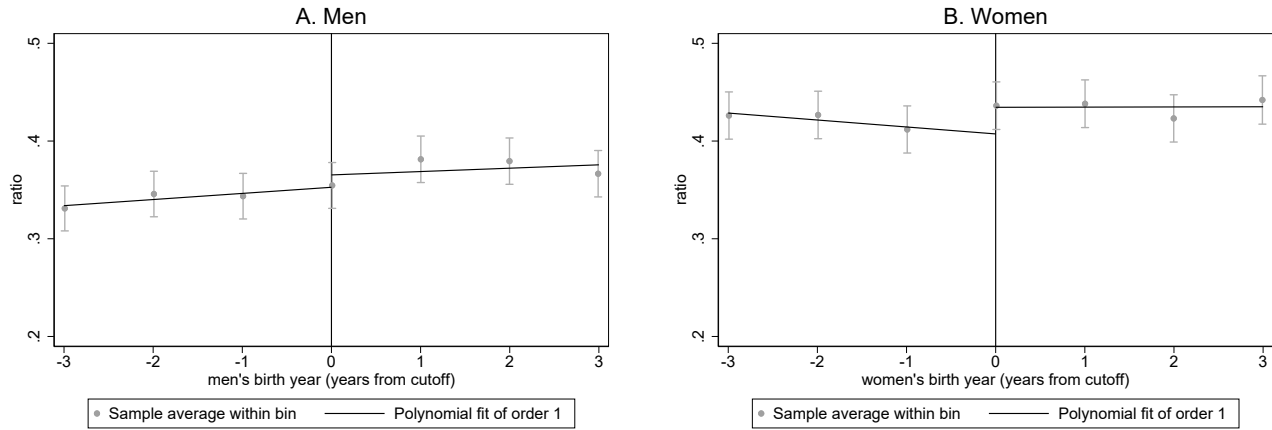 A. Men
.5
.4
.3
.2
ratio
-3 -2 -1 0 1 2 3
men's birth year (years from cutoff)
Sample average within bin Polynomial fit of order 1
B. Women
.5
.4
.3
.2
ratio
-3 -2 -1 0 1 2 3
women's birth year (years from cutoff)
Sample average within bin Polynomial fit of order 1